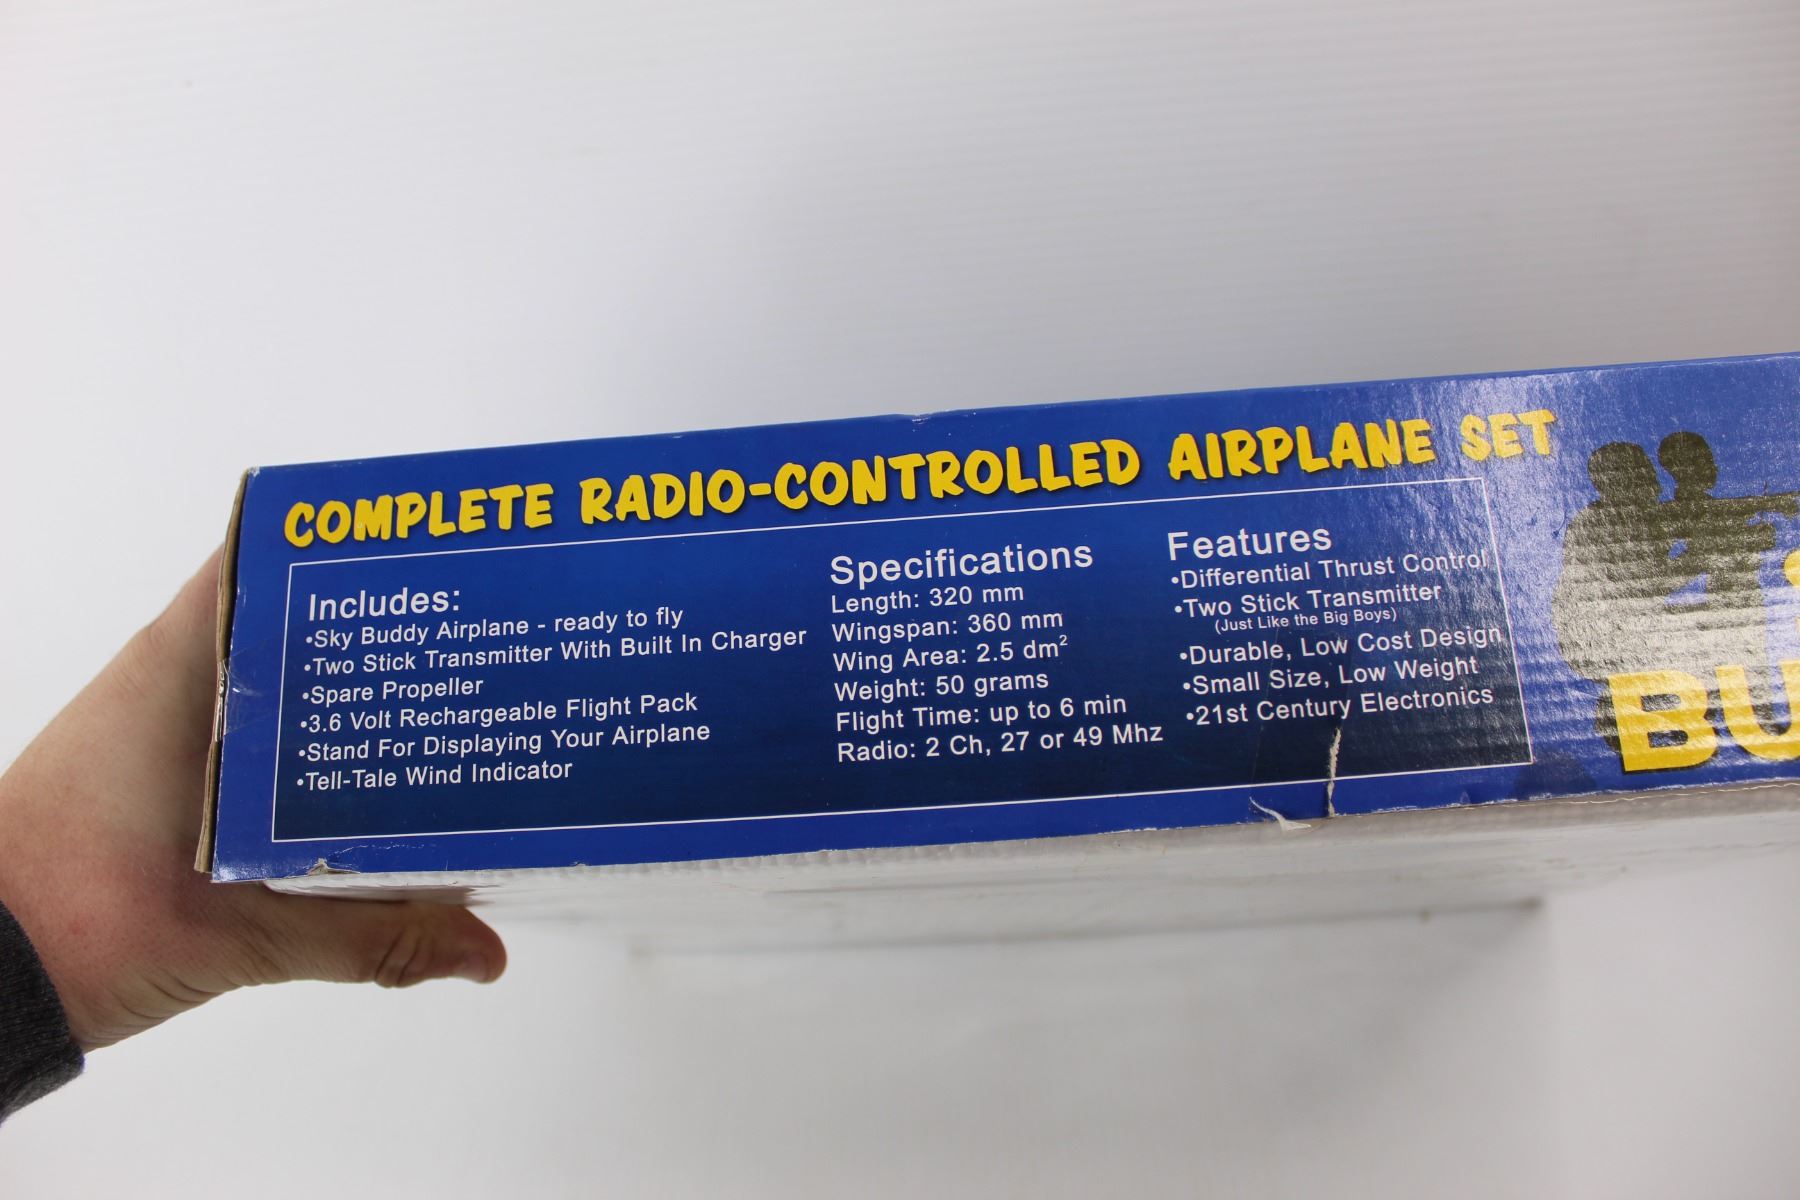 COMPLETE RADIO-CONTROLLED AIRPLANE SET
Includes:
•Sky Buddy Airplane - ready to fly
•Two Stick Transmitter With Built In Charger
•Spare Propeller
•3.6 Volt Rechargeable Flight Pack
•Stand For Displaying Your Airplane
•Tell-Tale Wind Indicator
Specifications
Length: 320 mm
Wingspan: 360 mm
Wing Area: 2.5 dm²
Weight: 50 grams
Flight Time: up to 6 min
Radio: 2 Ch, 27 or 49 Mhz
Features
•Differential Thrust Control
•Two Stick Transmitter
(Just Like the Big Boys)
•Durable, Low Cost Design
•Small Size, Low Weight
•21st Century Electronics
BU